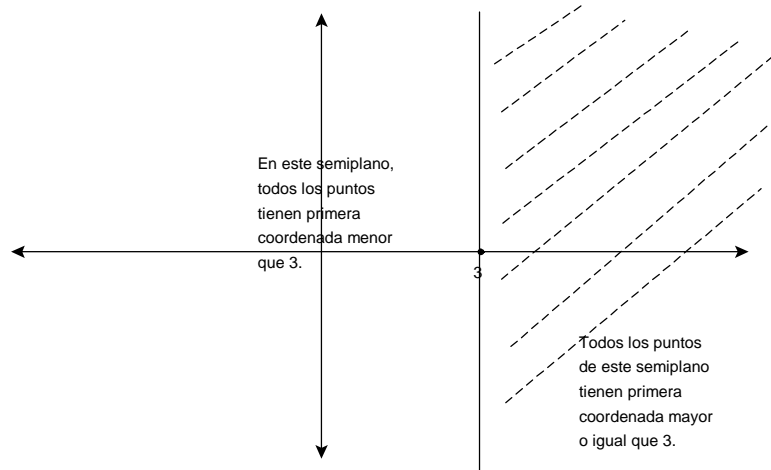 En este semiplano,
todos los puntos
tienen primera
coordenada menor
que 3.
3
Todos los puntos
de este semiplano
tienen primera
coordenada mayor
o igual que 3.